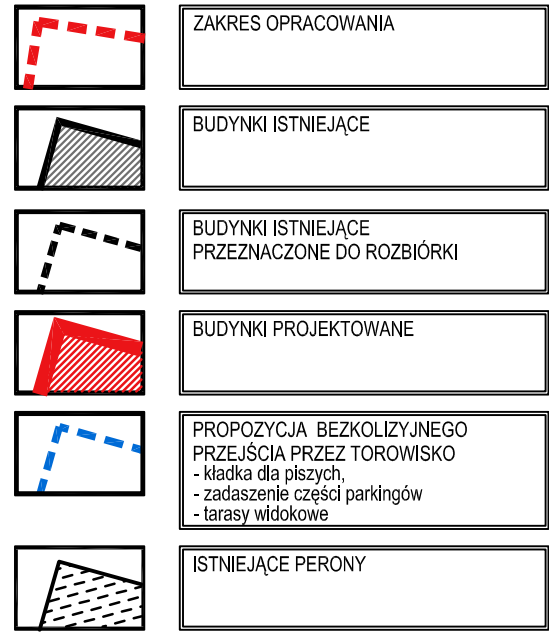 ZAKRES OPRACOWANIA
BUDYNKI ISTNIEJĄCE
BUDYNKI ISTNIEJĄCE
PRZEZNACZONE DO ROZBIÓRKI
BUDYNKI PROJEKTOWANE
PROPOZYCJA BEZKOLIZYJNEGO
PRZEJŚCIA PRZEZ TOROWISKO
- kładka dla piszych,
- zadaszenie części parkingów
- tarasy widokowe
ISTNIEJĄCE PERONY